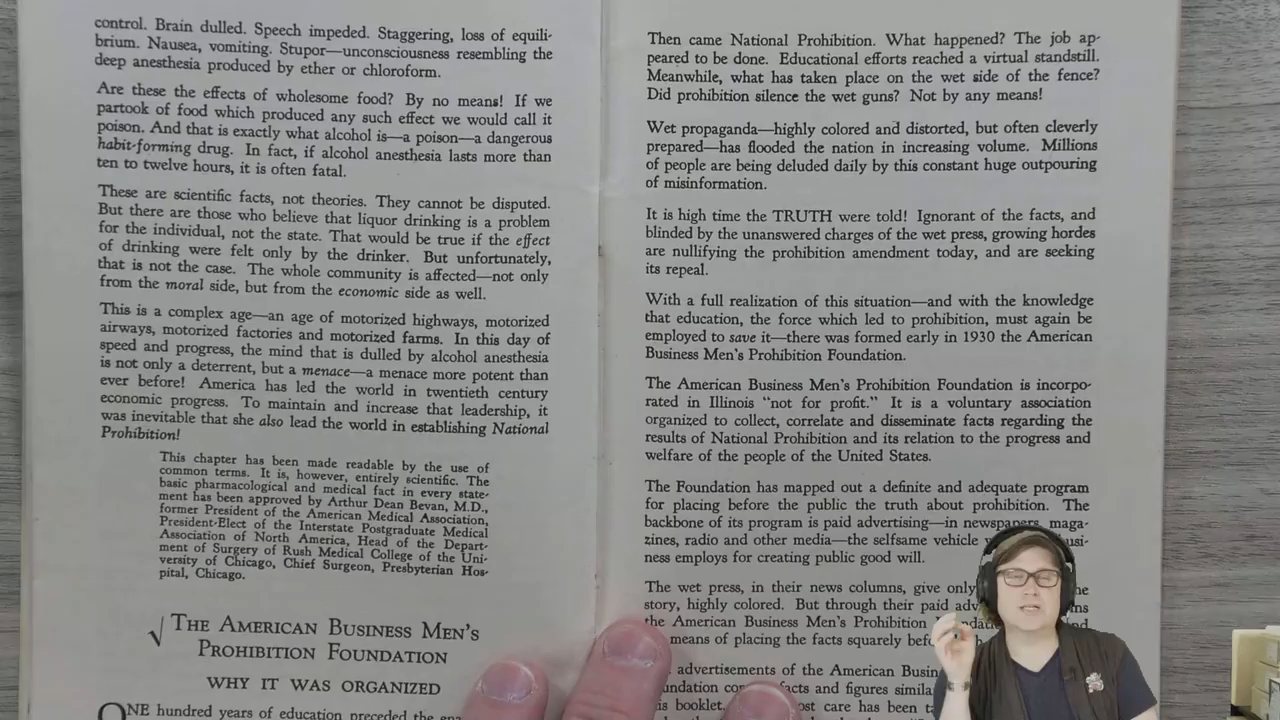 control. Brain dulled. Speech impeded. Staggering, loss of equili-
brium. Nausea, vomiting. Stupor—unconsciousness resembling the
deep anesthesia produced by ether or chloroform.
Are these the effects of wholesome food? By no means! If we
partook of food which produced any such effect we would call it
poison. And that is exactly what alcohol is—a poison—a dangerous
habit-forming drug. In fact, if alcohol anesthesia lasts more than
ten to twelve hours, it is often fatal.
These are scientific facts, not theories. They cannot be disputed.
But there are those who believe that liquor drinking is a problem
for the individual, not the state. That would be true if the effect
of drinking were felt only by the drinker. But unfortunately,
that is not the case. The whole community is affected—not only
from the moral side, but from the economic side as well.
This is a complex age—an age of motorized highways, motorized
airways, motorized factories and motorized farms. In this day of
speed and progress, the mind that is dulled by alcohol anesthesia
is not only a deterrent, but a menace—a menace more potent than
ever before! America has led the world in twentieth century
economic progress. To maintain and increase that leadership, it
was inevitable that she also lead the world in establishing National
Prohibition!
This chapter has been made readable by the use of
common terms. It is, however, entirely scientific. The
basic pharmacological and medical fact in every state-
ment has been approved by Arthur Dean Bevan, M.D.,
former President of the American Medical Association,
President-Elect of the Interstate Postgraduate Medical
Association of North America, Head of the Depart-
ment of Surgery of Rush Medical College of the Uni-
versity of Chicago, Chief Surgeon, Presbyterian Hos-
pital, Chicago.
√ The American Business Men's
Prohibition Foundation
WHY IT WAS ORGANIZED
ONE hundred years of education preceded the
Then came National Prohibition. What happened? The job ap-
peared to be done. Educational efforts reached a virtual standstill.
Meanwhile, what has taken place on the wet side of the fence?
Did prohibition silence the wet guns? Not by any means!
Wet propaganda—highly colored and distorted, but often cleverly
prepared—has flooded the nation in increasing volume. Millions
of people are being deluded daily by this constant huge outpouring
of misinformation.
It is high time the TRUTH were told! Ignorant of the facts, and
blinded by the unanswered charges of the wet press, growing hordes
are nullifying the prohibition amendment today, and are seeking
its repeal.
With a full realization of this situation—and with the knowledge
that education, the force which led to prohibition, must again be
employed to save it—there was formed early in 1930 the American
Business Men's Prohibition Foundation.
The American Business Men's Prohibition Foundation is incorpo-
rated in Illinois "not for profit." It is a voluntary association
organized to collect, correlate and disseminate facts regarding the
results of National Prohibition and its relation to the progress and
welfare of the people of the United States.
The Foundation has mapped out a definite and adequate program
for placing before the public the truth about prohibition. The
backbone of its program is paid advertising—in newspapers, maga-
zines, radio and other media—the selfsame vehicle
ness employs for creating public good will.
The wet press, in their news columns, give only
story, highly colored. But through their paid
the American Business Men's Prohibition
means of placing the facts squarely
advertisements of the American
facts and figures
booklet. care has been